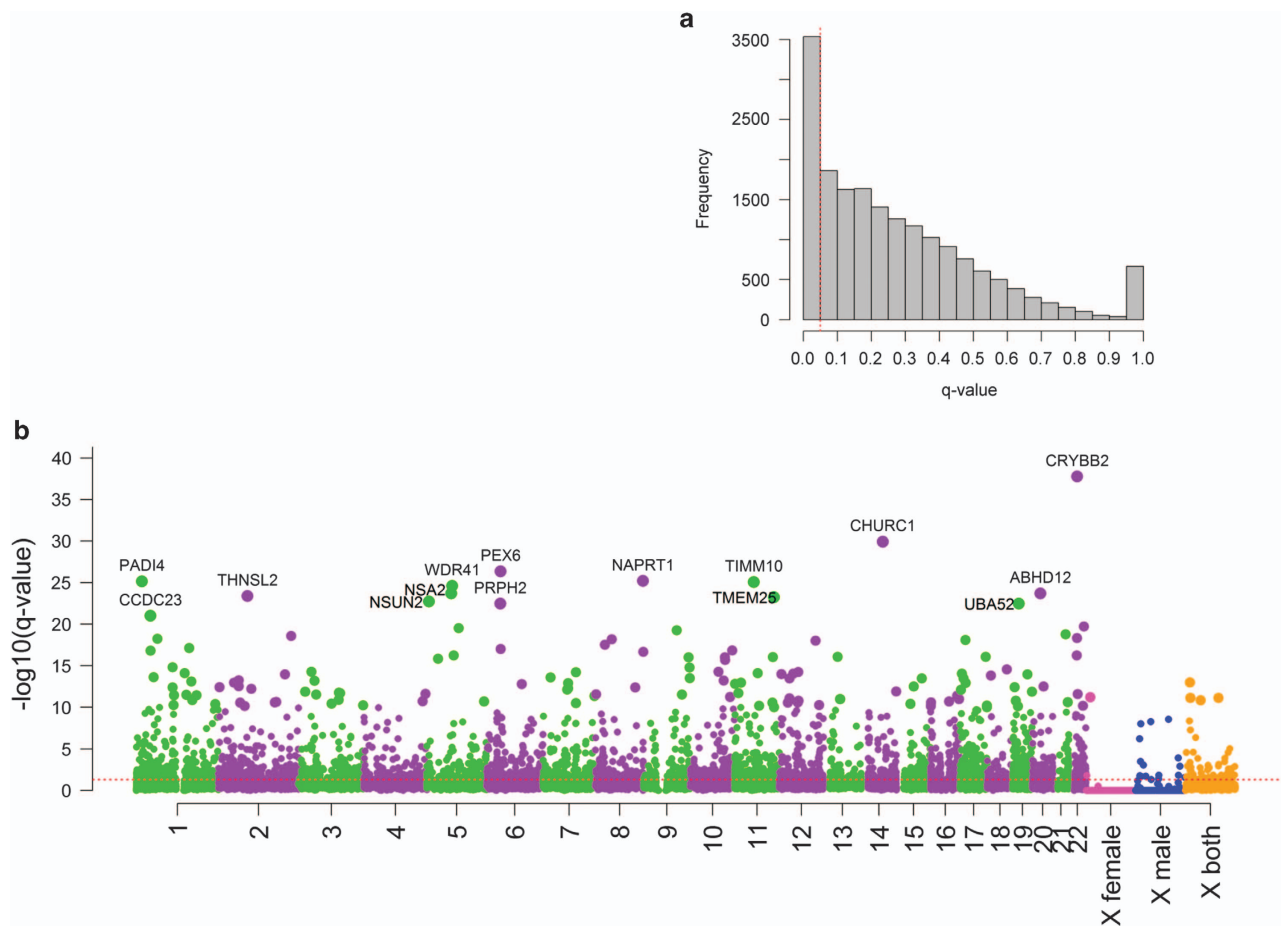 a
3500
2500
1500
500
0
Frequency
0.0 0.1 0.2 0.3 0.4 0.5 0.6 0.7 0.8 0.9 1.0
q-value
b
40
35
30
25
20
15
10
5
0
-log10(q-value)
CRYBB2
CHURC1
PEX6
PADI4
WDR41
NAPRT1
TIMM10
THNSL2
NSA2
PRPH2
ABHD12
CCDC23
NSUN2
TMEM25
UBA52
1 2 3 4 5 6 7 8 9 10 11 12 13 14 15 16 17 18 19 20 21 22 X female X male X both